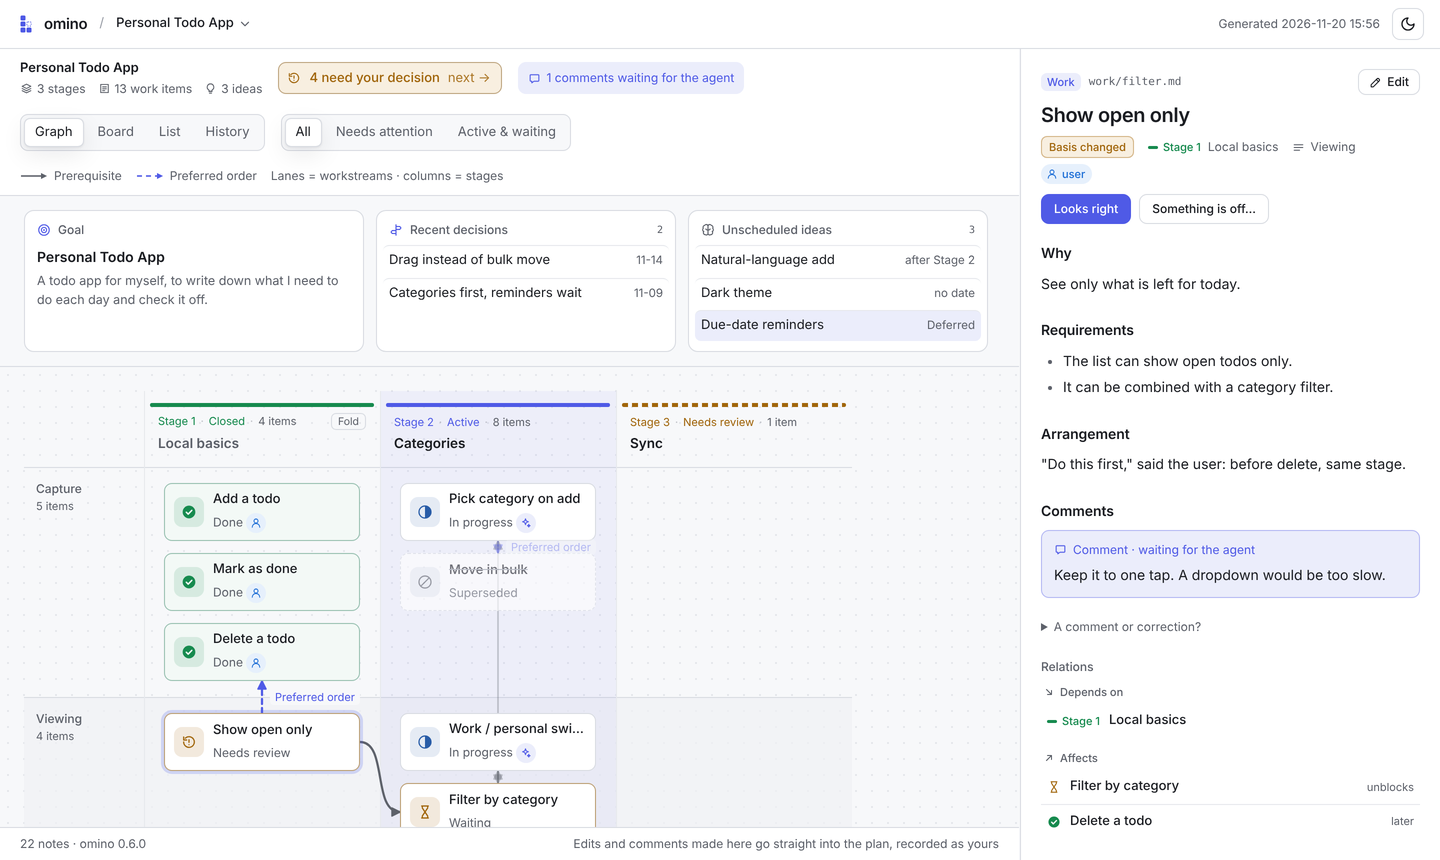 omino / Personal Todo App
Generated 2026-11-20 15:56
Personal Todo App
3 stages 13 work items 3 ideas
4 need your decision next →
1 comments waiting for the agent
Graph Board List History
All Needs attention Active & waiting
Prerequisite Preferred order Lanes = workstreams · columns = stages
Goal
Personal Todo App
A todo app for myself, to write down what I need to
do each day and check it off.
Recent decisions 2
Drag instead of bulk move 11-14
Categories first, reminders wait 11-09
Unscheduled ideas 3
Natural-language add after Stage 2
Dark theme no date
Due-date reminders Deferred
Stage 1 · Closed · 4 items Fold
Local basics
Stage 2 · Active · 8 items
Categories
Stage 3 · Needs review · 1 item
Sync
Capture
5 items
Add a todo
Done
Pick category on add
In progress
Preferred order
Mark as done
Done
Move in bulk
Superseded
Delete a todo
Done
Preferred order
Viewing
4 items
Show open only
Needs review
Work / personal swi...
In progress
Filter by category
Waiting
22 notes · omino 0.6.0
Edits and comments made here go straight into the plan, recorded as yours
Work work/filter.md
Edit
Show open only
Basis changed Stage 1 Local basics Viewing
user
Looks right Something is off...
Why
See only what is left for today.
Requirements
• The list can show open todos only.
• It can be combined with a category filter.
Arrangement
"Do this first," said the user: before delete, same stage.
Comments
Comment · waiting for the agent
Keep it to one tap. A dropdown would be too slow.
A comment or correction?
Relations
Depends on
Stage 1 Local basics
Affects
Filter by category unblocks
Delete a todo later